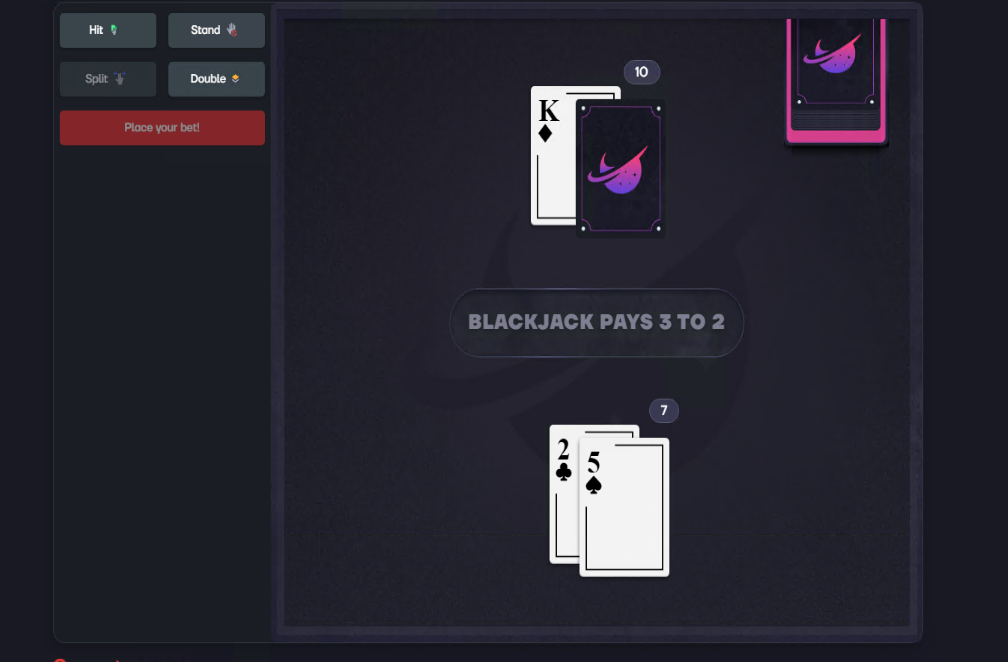 Hit
Stand
Split
Double
Place your bet!
10
K
BLACKJACK PAYS 3 TO 2
7
2
5